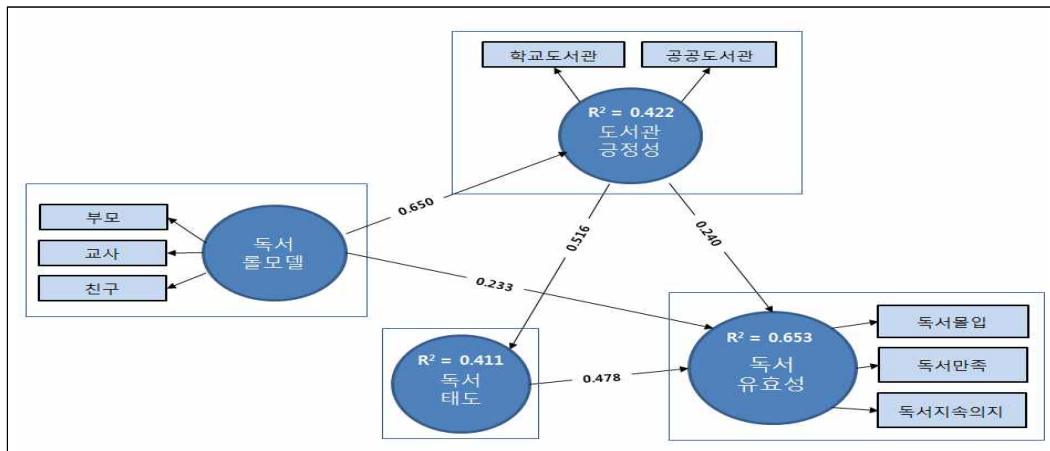 학교도서관
공공도서관
R² = 0.422
도서관
긍정성
0.650
부모
교사
친구
독서
롤모델
0.516
0.240
0.233
R² = 0.411
독서
태도
0.478
R² = 0.653
독서
유효성
독서몰입
독서만족
독서지속의지